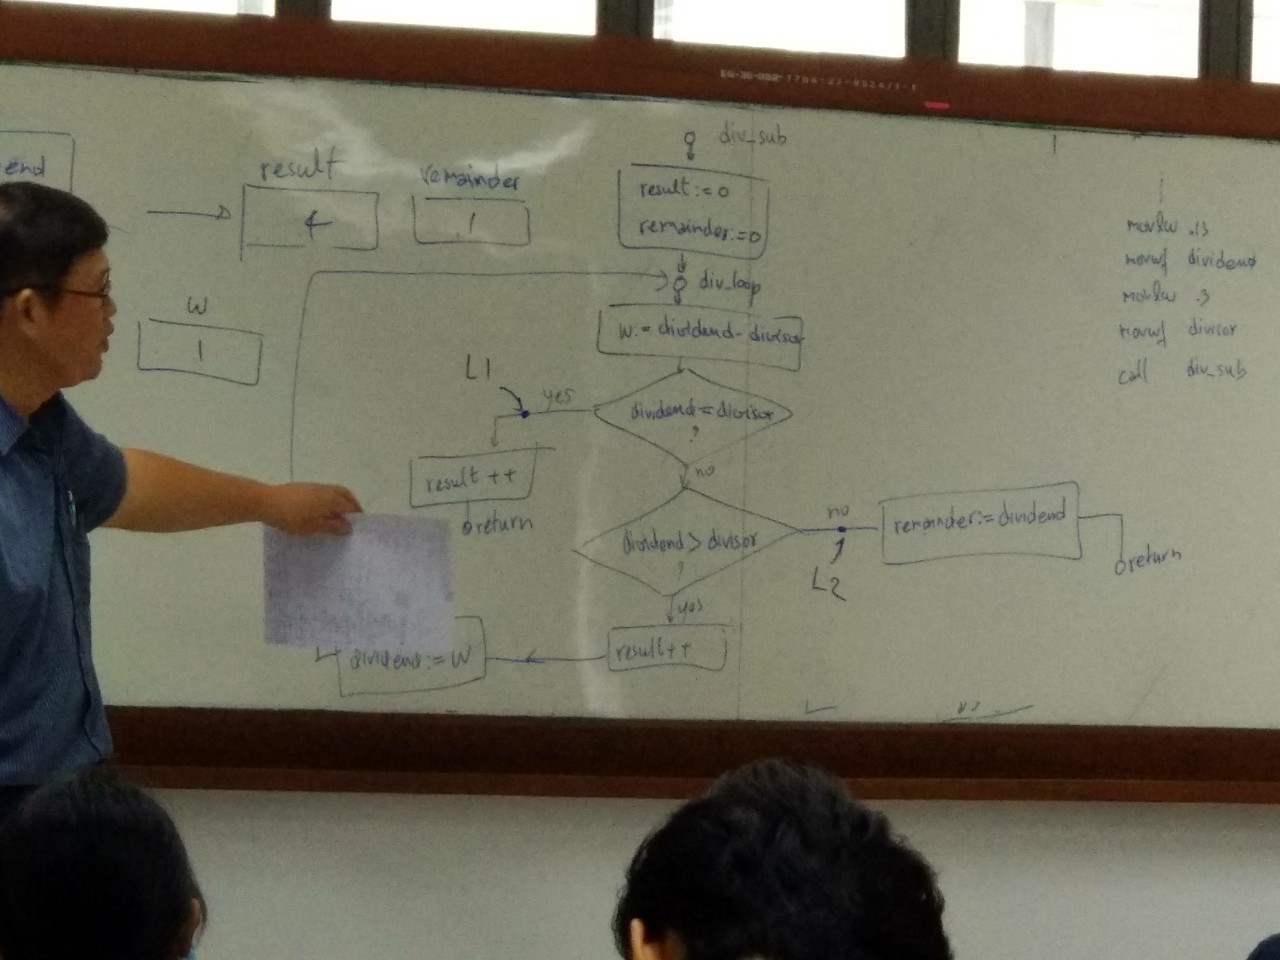 end
result
4
remainder
1
W
1
div_sub
result:=0
remainder:=0
div_loop
W:= dividend-divisor
dividend=divisor
?
yes
L1
result ++
return
no
dividend> divisor
?
no
L2
remainder:=dividend
return
yes
result++
dividend:= W
movlw .13
movwf dividend
movlw .3
movwf divisor
call div_sub